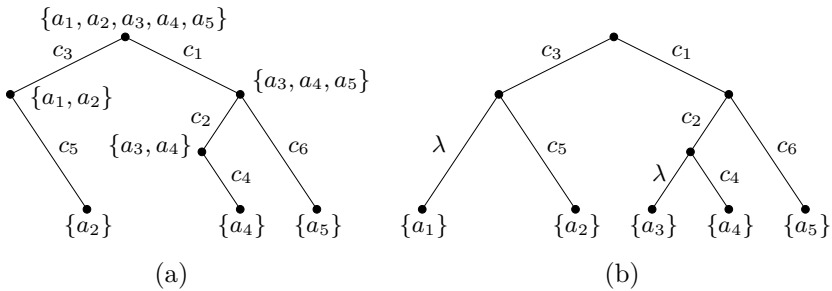 {a₁, a₂, a₃, a₄, a₅}
c₃ c₁ c₃ c₁
{a₃, a₄, a₅}
{a₁, a₂}
c₂ c₂
c₅ {a₃, a₄} c₆ λ c₅ c₆
c₄ λ c₄
{a₂} {a₄} {a₅} {a₁} {a₂} {a₃} {a₄} {a₅}
(a) (b)